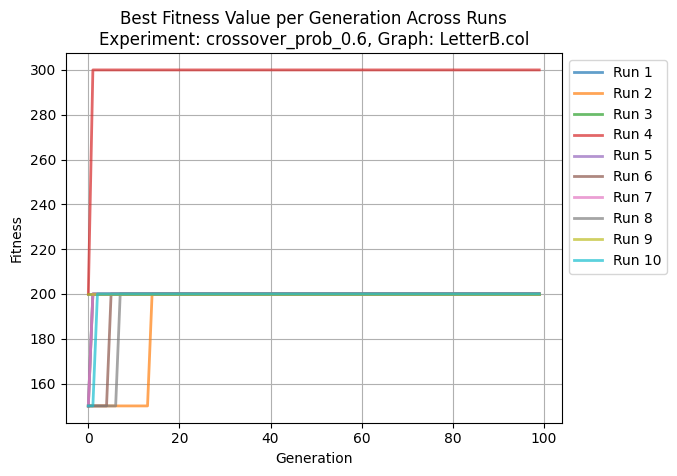 Best Fitness Value per Generation Across Runs
Experiment: crossover_prob_0.6, Graph: LetterB.col
300
280
260
240
220
200
180
160
Fitness
0
20
40
60
80
100
Generation
Run 1
Run 2
Run 3
Run 4
Run 5
Run 6
Run 7
Run 8
Run 9
Run 10